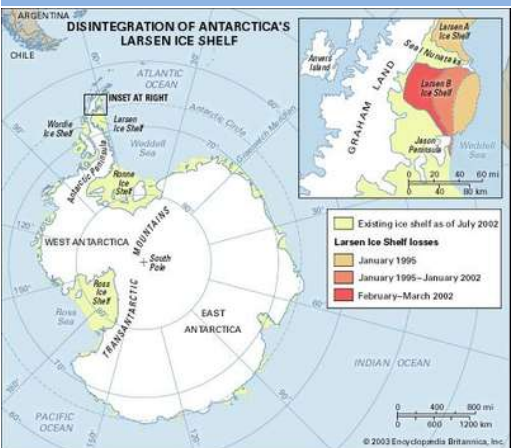 ARGENTINA
CHILE
DISINTEGRATION OF ANTARCTICA'S
LARSEN ICE SHELF
ATLANTIC
OCEAN
INSET AT RIGHT
Antarctic Circle
Greenwich Meridian
Wordie
Ice Shelf
Larsen
Ice Shelf
Weddell
Sea
Antarctic Peninsula
Ronne
Ice
Shelf
WEST ANTARCTICA
TRANSANTARCTIC
MOUNTAINS
South
Pole
Ross
Ice
Shelf
Ross
Sea
EAST
ANTARCTICA
INDIAN OCEAN
PACIFIC
OCEAN
Larsen A
Ice Shelf
Seal Nunataks
Anvers
Island
GRAHAM LAND
Larsen B
Ice Shelf
Jason
Peninsula
Weddell
Sea
0 20 40 60 mi
0 40 80 km
Existing ice shelf as of July 2002
Larsen Ice Shelf losses
January 1995
January 1995–January 2002
February–March 2002
0 400 800 mi
0 600 1200 km
© 2003 Encyclopædia Britannica, Inc.